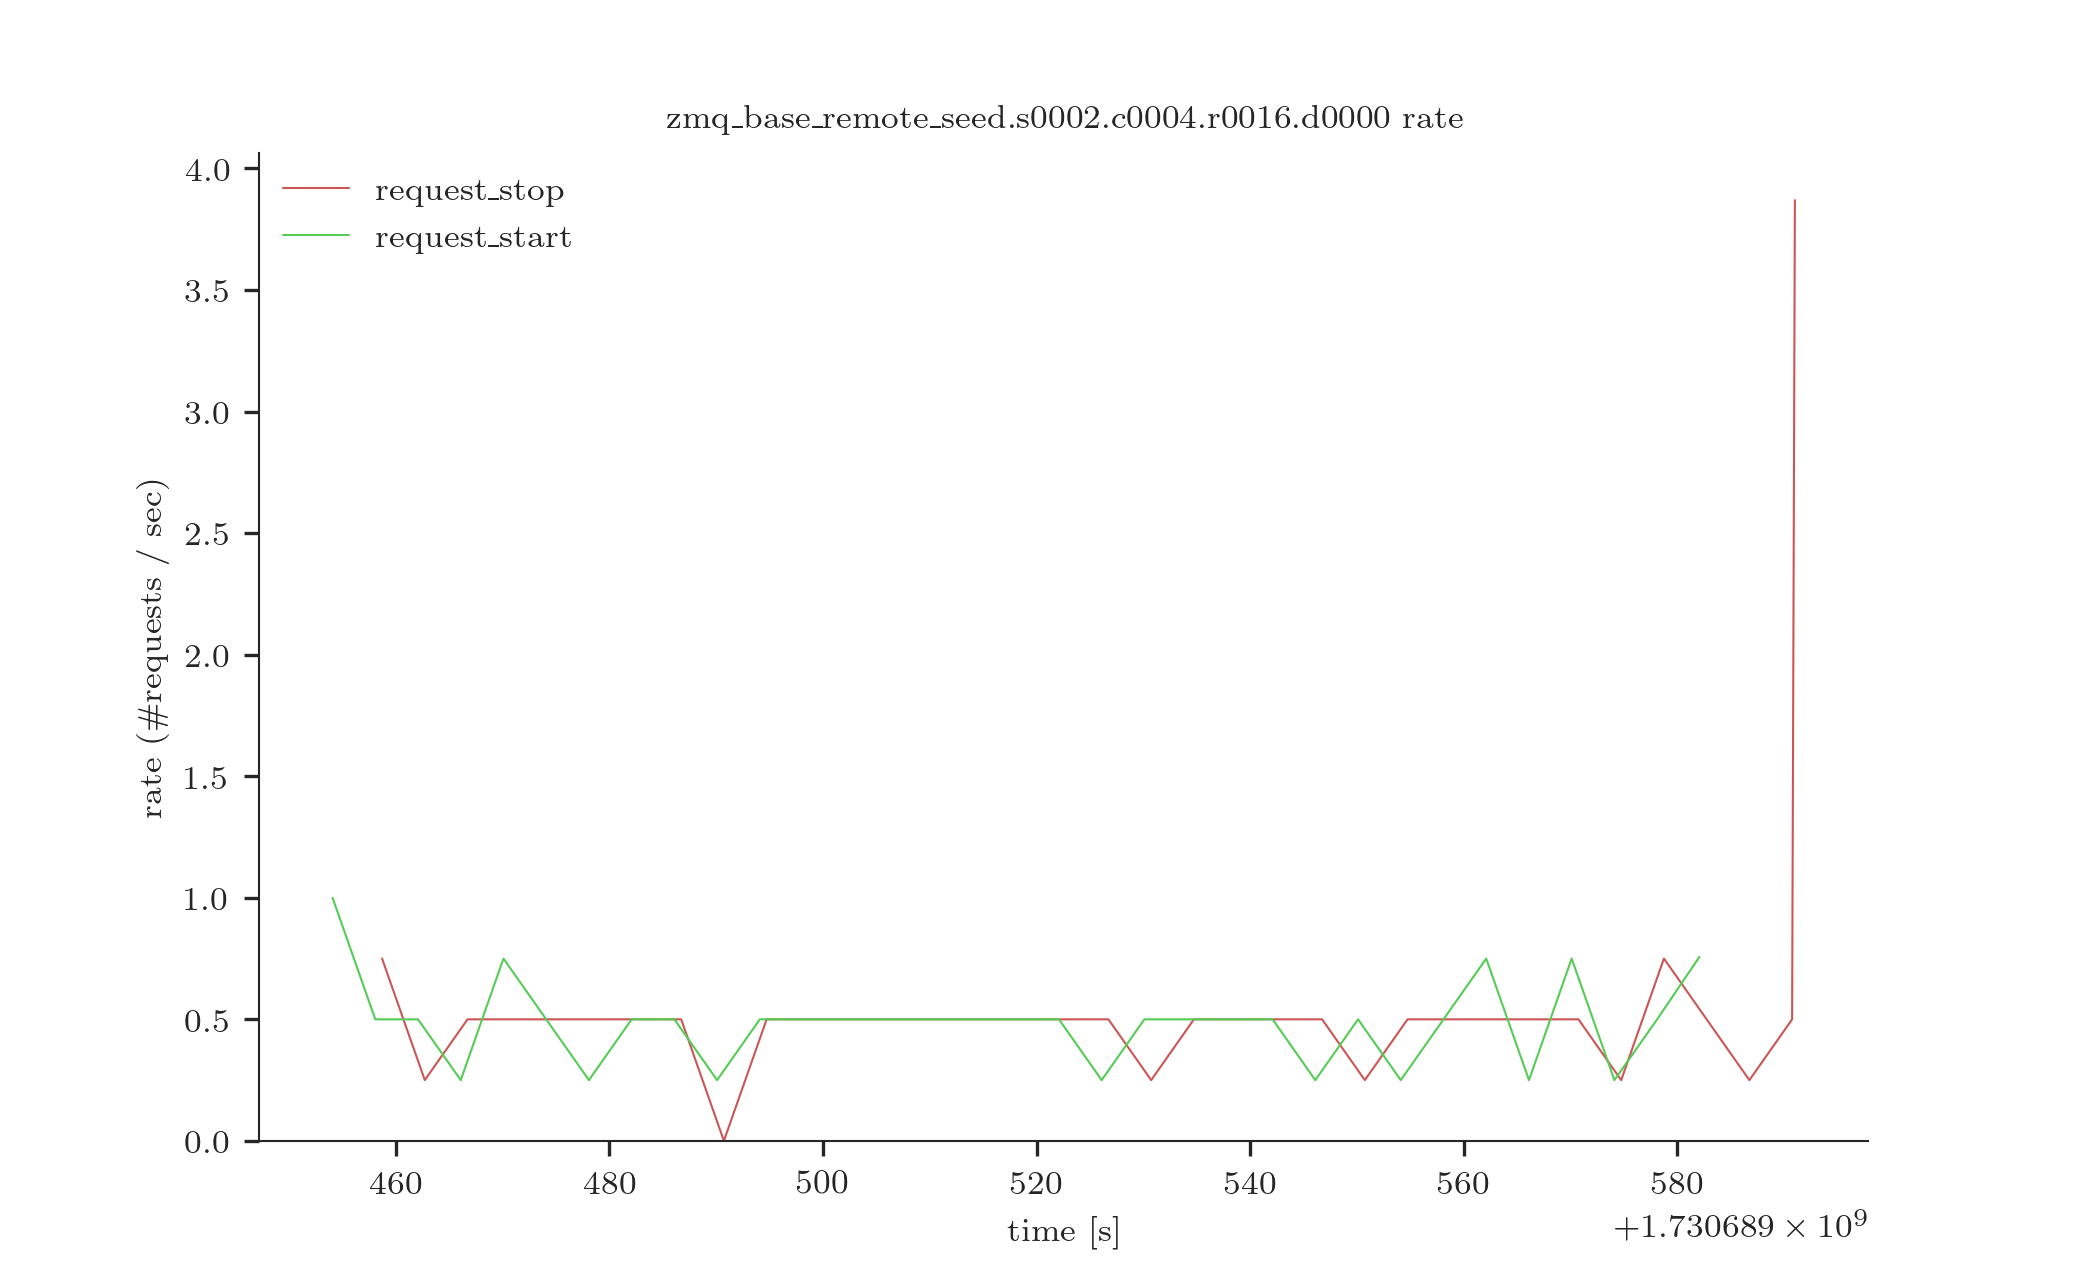 zmq_base_remote_seed.s0002.c0004.r0016.d0000 rate
4.0
3.5
3.0
2.5
2.0
1.5
1.0
0.5
0.0
request_stop
request_start
rate (#requests / sec)
460 480 500 520 540 560 580
time [s]
+1.730689 × 10⁹